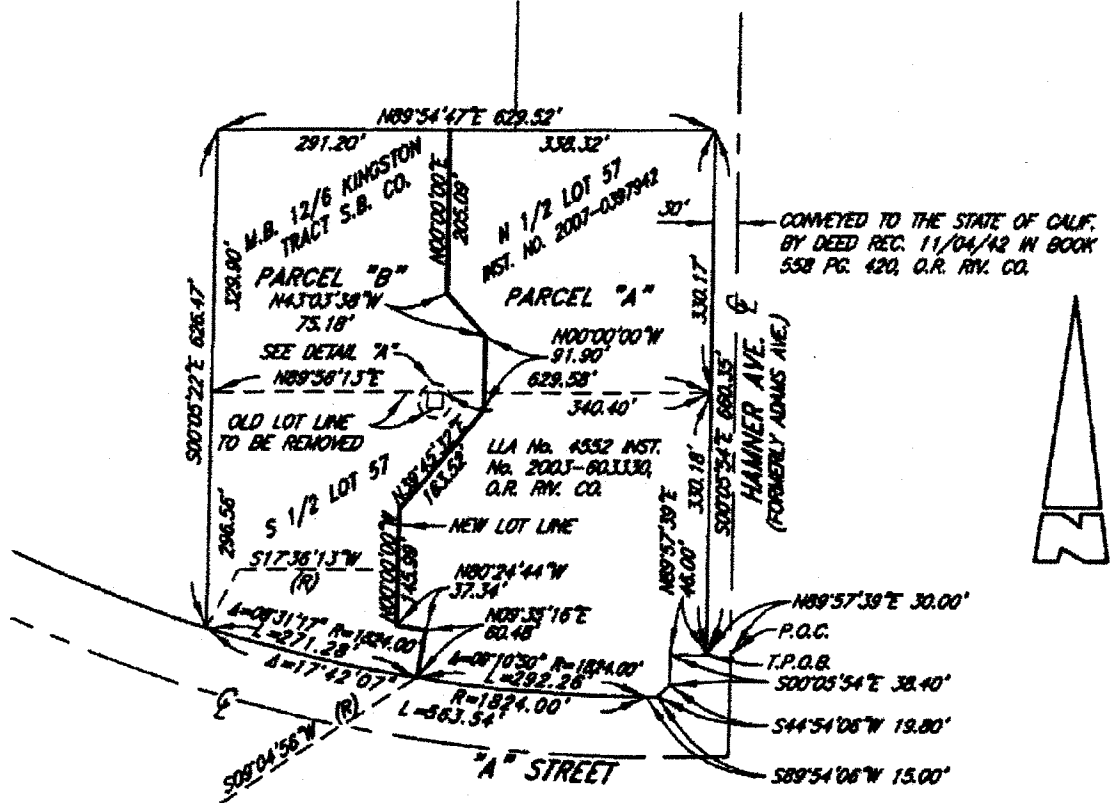 N89°54'47"E 629.52'
291.20'
338.32'
M.B. 12/6 KINGSTON
TRACT S.B. CO.
N00°00'00"E
205.09'
N 1/2 LOT 57
INST. NO. 2007-0397942
30'
CONVEYED TO THE STATE OF CALIF.
BY DEED REC. 11/04/42 IN BOOK
558 PG. 420, O.R. RIV. CO.
S00°05'22"E 626.47'
329.90'
PARCEL "B"
N43°03'38"W
75.18'
PARCEL "A"
330.17'
N00°00'00"W
91.90'
SEE DETAIL "A"
N89°56'13"E
629.58'
340.40'
OLD LOT LINE
TO BE REMOVED
HAMNER AVE.
(FORMERLY ADAMS AVE.)
S00°05'54"E 660.35'
330.18'
N39°45'32"E
163.52'
LLA No. 4552 INST.
No. 2003-603330,
O.R. RIV. CO.
S 1/2 LOT 57
296.56'
NEW LOT LINE
N00°00'00"W
145.99'
N89°57'39"E
46.00'
S17°36'13"W
(R)
N80°24'44"W
37.34'
N09°35'16"E
60.48'
N89°57'39"E 30.00'
P.O.C.
T.P.O.B.
S00°05'54"E 38.40'
S44°54'06"W 19.80'
S89°54'06"W 15.00'
Δ=08°31'17" R=1824.00'
L=271.28'
Δ=17°42'07"
R=1824.00'
L=292.26'
R=1824.00'
L=563.54'
S09°04'56"W (R)
"A" STREET
N